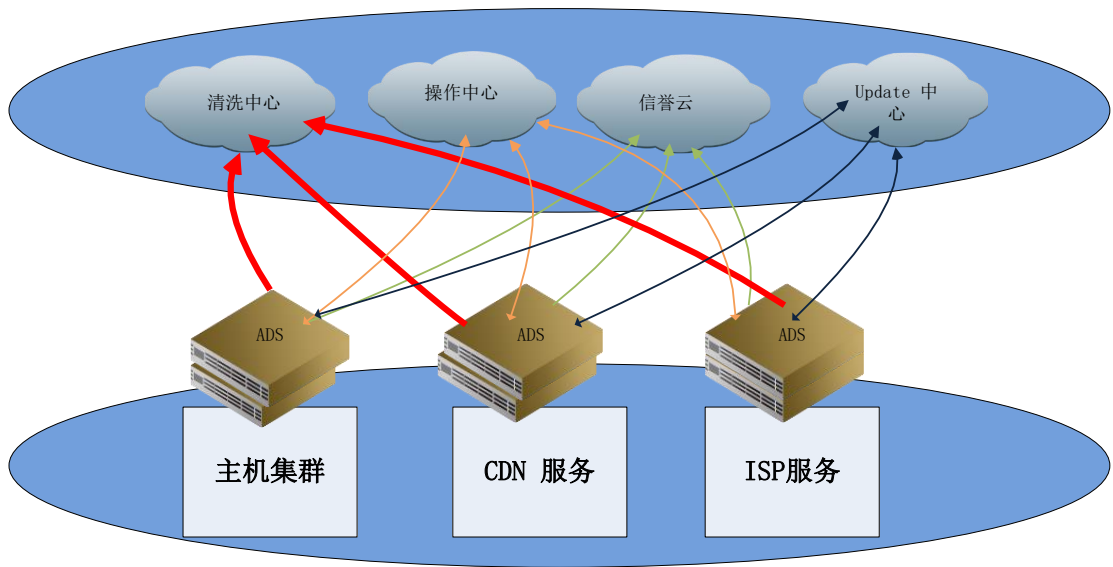 清洗中心
操作中心
信誉云
Update 中
心
ADS
ADS
ADS
主机集群
CDN 服务
ISP服务